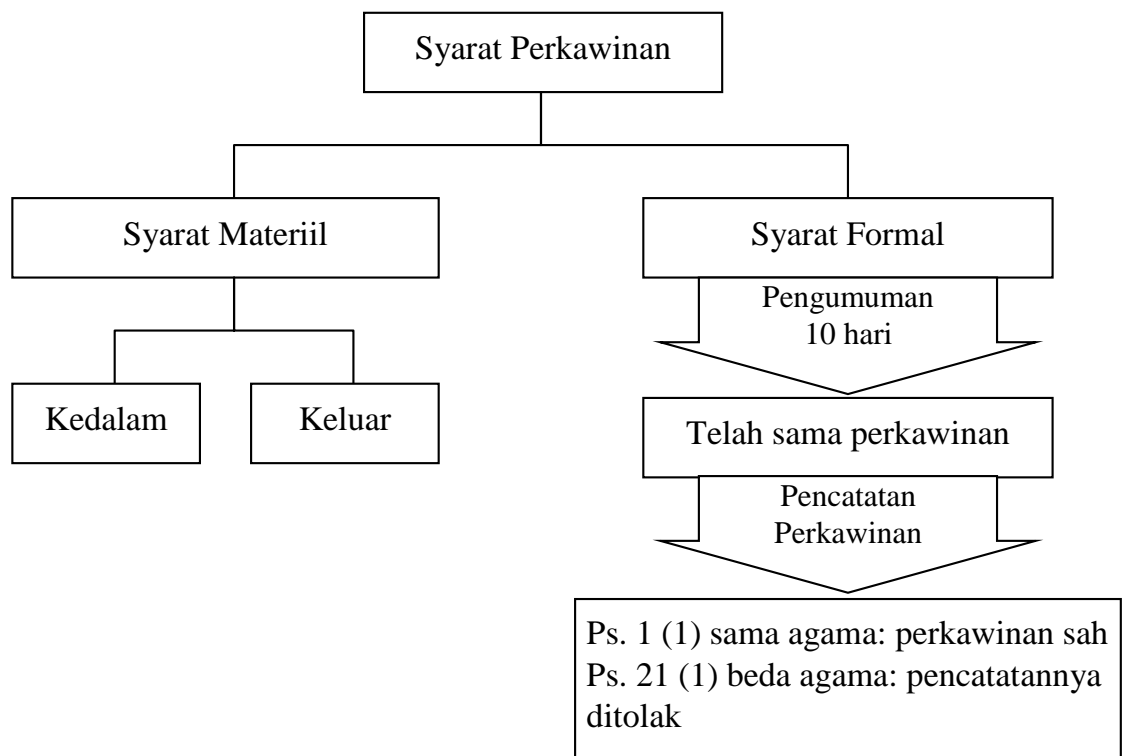 Syarat Perkawinan
Syarat Materiil
Syarat Formal
Pengumuman
10 hari
Kedalam
Keluar
Telah sama perkawinan
Pencatatan
Perkawinan
Ps. 1 (1) sama agama: perkawinan sah
Ps. 21 (1) beda agama: pencatatannya
ditolak